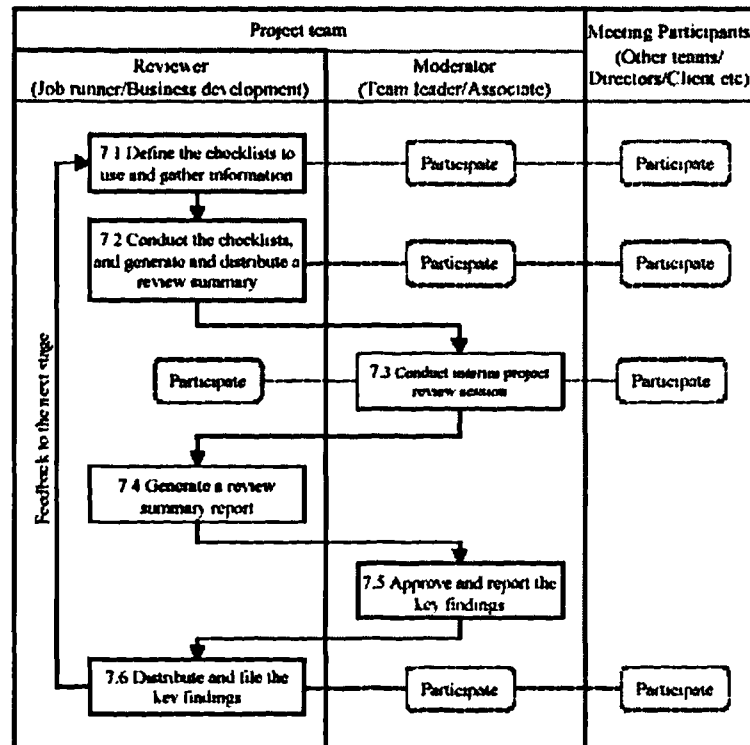 Project team
Meeting Participants
(Other teams/
Directors/Client etc)
Reviewer
(Job runner/Business development)
Moderator
(Team leader/Associate)
7.1 Define the checklists to
use and gather information
Participate
Participate
7.2 Conduct the checklists,
and generate and distribute a
review summary
Participate
Participate
Participate
7.3 Conduct interim project
review session
Participate
7.4 Generate a review
summary report
7.5 Approve and report the
key findings
7.6 Distribute and file the
key findings
Participate
Participate
Feedback to the next stage